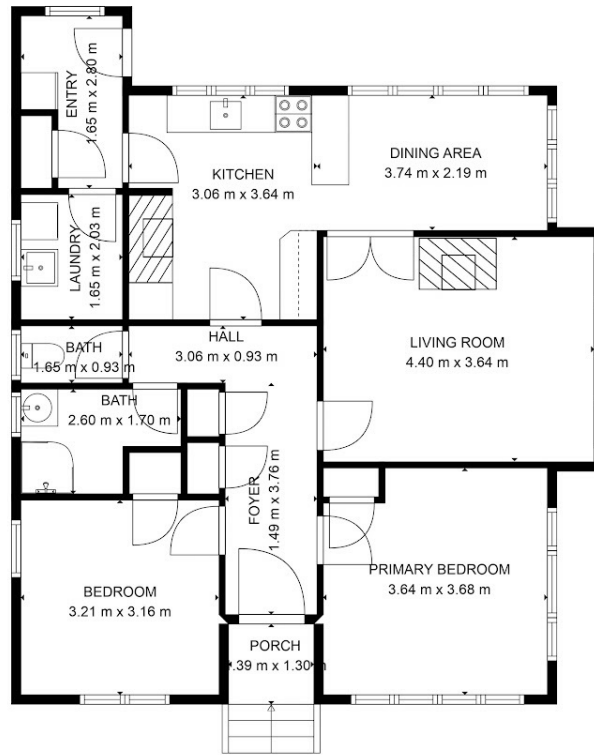 ENTRY
1.65 m x 2.80 m
KITCHEN
3.06 m x 3.64 m
DINING AREA
3.74 m x 2.19 m
LAUNDRY
1.65 m x 2.03 m
BATH
1.65 m x 0.93 m
HALL
3.06 m x 0.93 m
LIVING ROOM
4.40 m x 3.64 m
BATH
2.60 m x 1.70 m
FOYER
1.49 m x 3.76 m
BEDROOM
3.21 m x 3.16 m
PRIMARY BEDROOM
3.64 m x 3.68 m
PORCH
.39 m x 1.30 m